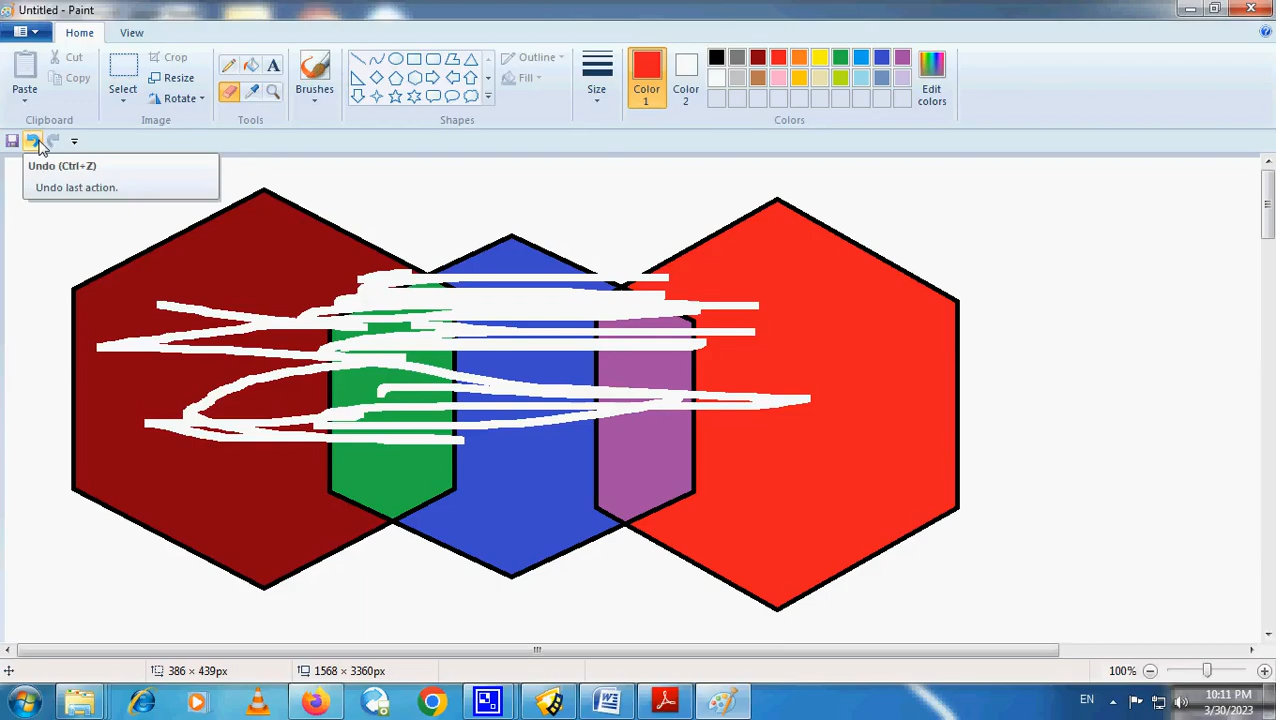 Untitled - Paint
Home View
Paste
Cut
Copy
Clipboard
Select
Crop
Resize
Rotate
Image
A
Tools
Brushes
Outline
Fill
Shapes
Size
Color 1
Color 2
Edit colors
Colors
Undo (Ctrl+Z)
Undo last action.
386 × 439px
1568 × 3360px
100%
EN
10:11 PM
3/30/2023